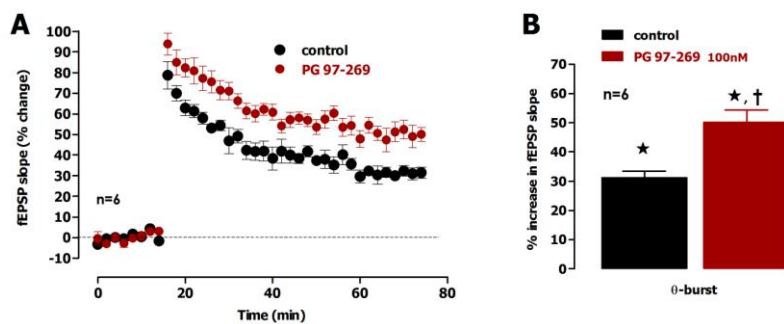 A
control
PG 97-269
100
90
80
70
60
50
40
30
20
10
0
-10
fEPSP slope (% change)
n=6
0
20
40
60
80
Time (min)
B
control
PG 97-269 100nM
70
60
50
40
30
20
10
0
% increase in fEPSP slope
n=6
★
★, †
θ-burst